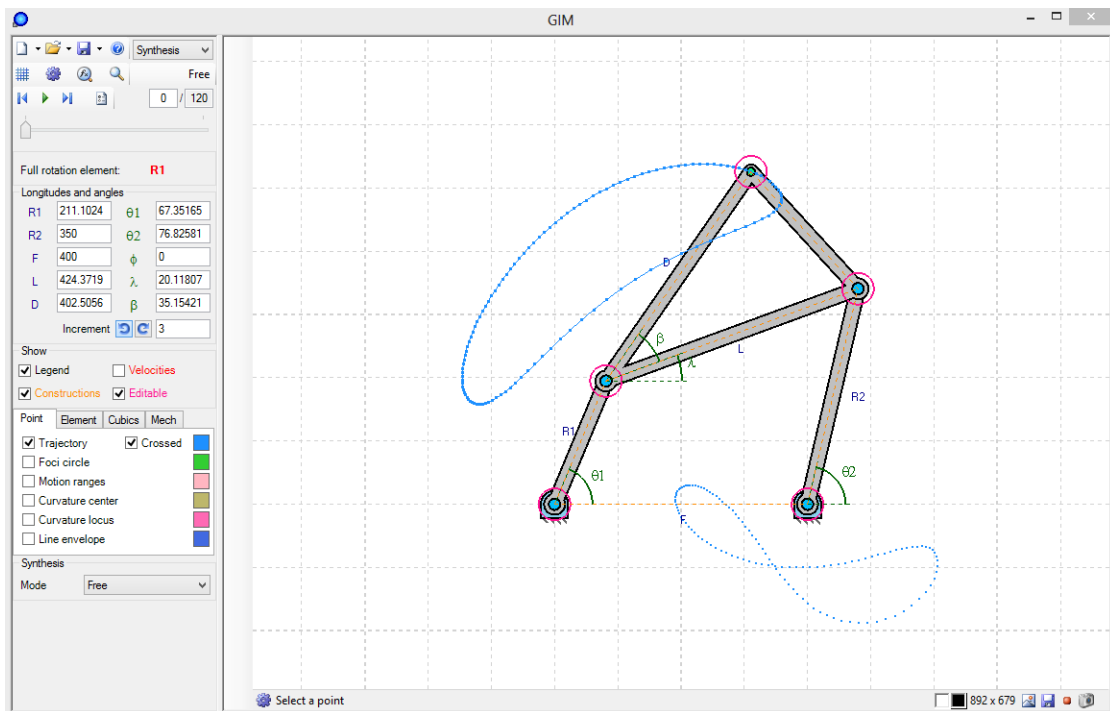 GIM
Synthesis
Free
0 / 120
Full rotation element: R1
Longitudes and angles
R1 211.1024 θ1 67.35165
R2 350 θ2 76.82581
F 400 ϕ 0
L 424.3719 λ 20.11807
D 402.5056 β 35.15421
Increment 3
Show
Legend Velocities
Constructions Editable
Point Element Cubics Mech
Trajectory Crossed
Foci circle
Motion ranges
Curvature center
Curvature locus
Line envelope
Synthesis
Mode Free
D
β
L
λ
R2
R1
θ1
θ2
F
Select a point
892 x 679